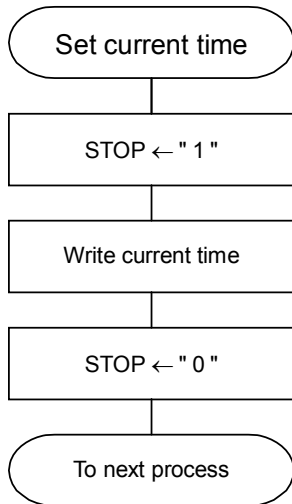 Set current time
STOP ← " 1 "
Write current time
STOP ← " 0 "
To next process